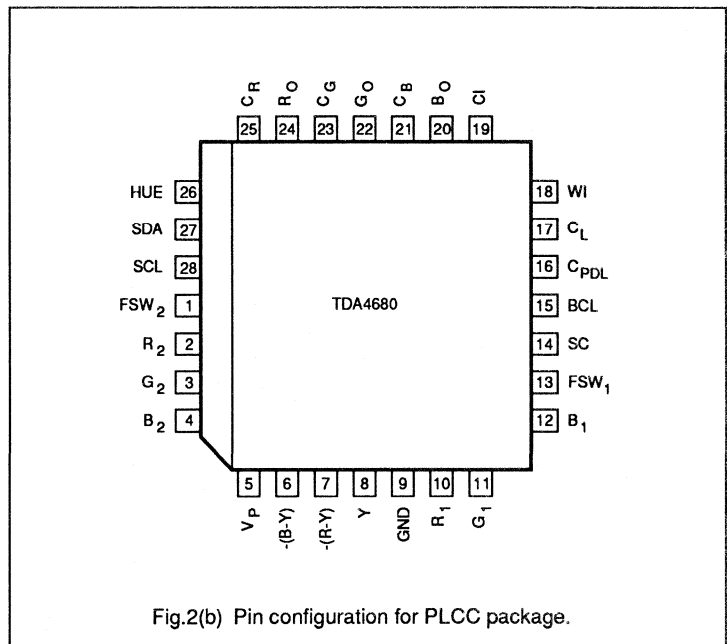 C_R R_O C_G G_O C_B B_O CI
25 24 23 22 21 20 19
HUE 26
SDA 27
SCL 28
FSW_2 1
R_2 2
G_2 3
B_2 4
TDA4680
18 WI
17 C_L
16 C_PDL
15 BCL
14 SC
13 FSW_1
12 B_1
5 6 7 8 9 10 11
V_P -(B-Y) -(R-Y) Y GND R_1 G_1
Fig.2(b) Pin configuration for PLCC package.